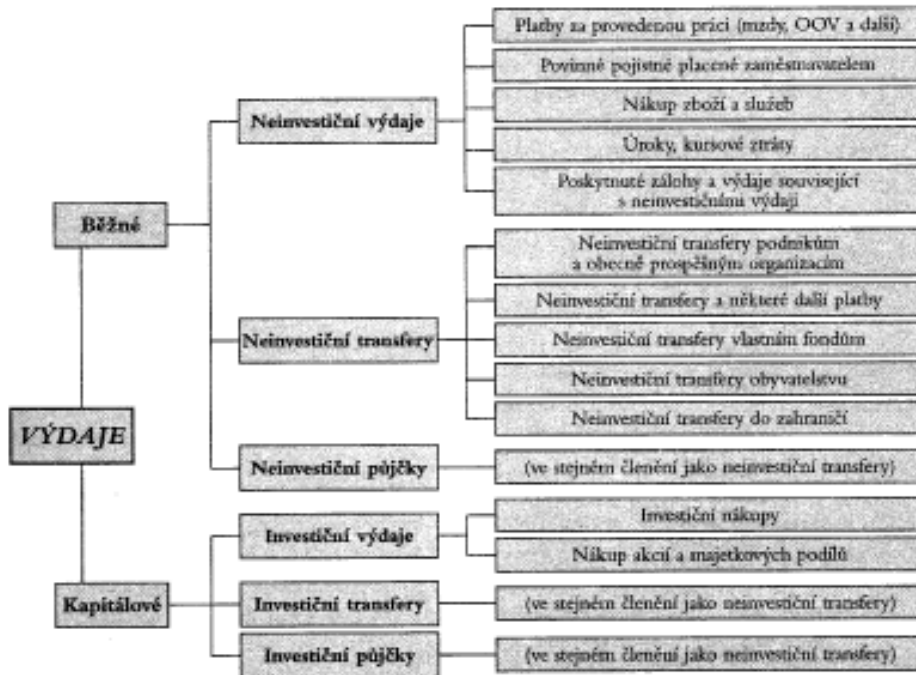 Platby za provedenou práci (mzdy, OOV a další)
Povinné pojistné placené zaměstnavatelem
Neinvestiční výdaje
Nákup zboží a služeb
Úroky, kursové ztráty
Poskytnuté zálohy a výdaje související
s neinvestičními výdaji
Běžné
Neinvestiční transfery podnikům
a obecně prospěšným organizacím
Neinvestiční transfery a některé další platby
Neinvestiční transfery
Neinvestiční transfery vlastním fondům
Neinvestiční transfery obyvatelstvu
Neinvestiční transfery do zahraničí
VÝDAJE
Neinvestiční půjčky
(ve stejném členění jako neinvestiční transfery)
Investiční výdaje
Investiční nákupy
Nákup akcií a majetkových podílů
Kapitálové
Investiční transfery
(ve stejném členění jako neinvestiční transfery)
Investiční půjčky
(ve stejném členění jako neinvestiční transfery)